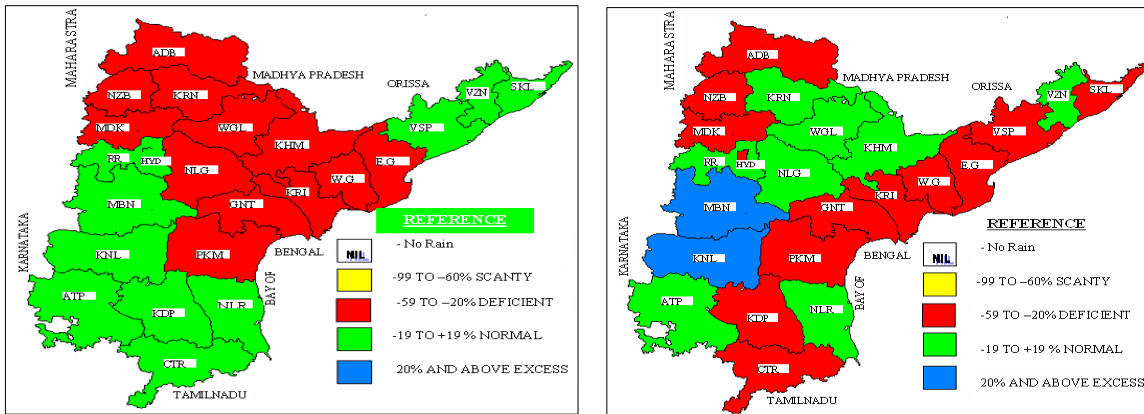 MAHARASTRA
ADB
MADHYA PRADESH
NZB
KRN
ORISSA
VZN
SKL
MDK
WGL
VSP
KHM
RR
HYD
NLG
E.G
W.G
MBN
KRI
GNT
KARNATAKA
REFERENCE
KNL
PKM
BENGAL
NIL
- No Rain
ATP
KDP
NLR
BAY OF
-99 TO -60% SCANTY
-59 TO -20% DEFICIENT
-19 TO +19 % NORMAL
CTR
20% AND ABOVE EXCESS
TAMILNADU
MAHARASTRA
ADB
MADHYA PRADESH
NZB
KRN
ORISSA
VZN
SKL
MDK
WGL
VSP
KHM
RR
HYD
NLG
E.G
W.G
MBN
KRI
GNT
KARNATAKA
REFERENCE
KNL
PKM
BENGAL
NIL
- No Rain
ATP
KDP
NLR
BAY OF
-99 TO -60% SCANTY
-59 TO -20% DEFICIENT
-19 TO +19 % NORMAL
CTR
20% AND ABOVE EXCESS
TAMILNADU